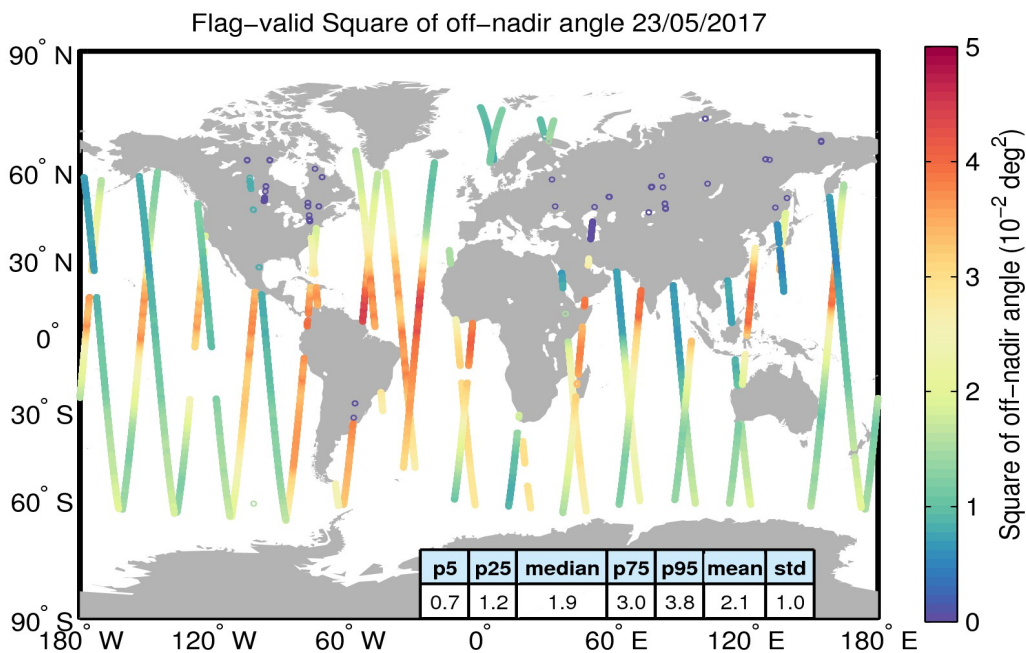 Flag−valid Square of off−nadir angle 23/05/2017
90° N
60° N
30° N
0°
30° S
60° S
90° S
180° W
120° W
60° W
0°
60° E
120° E
180° E
p5 p25 median p75 p95 mean std
0.7 1.2 1.9 3.0 3.8 2.1 1.0
5
4
3
2
1
0
Square of off−nadir angle (10⁻² deg²)